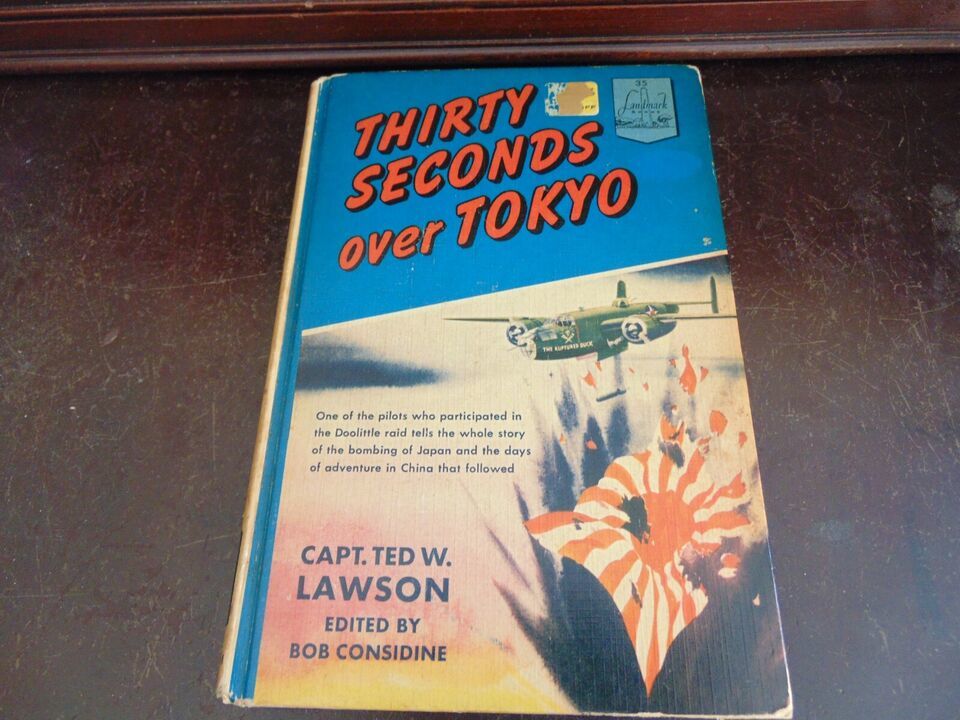 THIRTY
SECONDS
over TOKYO
35
Landmark
BOOKS
THE RUPTURED DUCK
One of the pilots who participated in
the Doolittle raid tells the whole story
of the bombing of Japan and the days
of adventure in China that followed
CAPT. TED W.
LAWSON
EDITED BY
BOB CONSIDINE